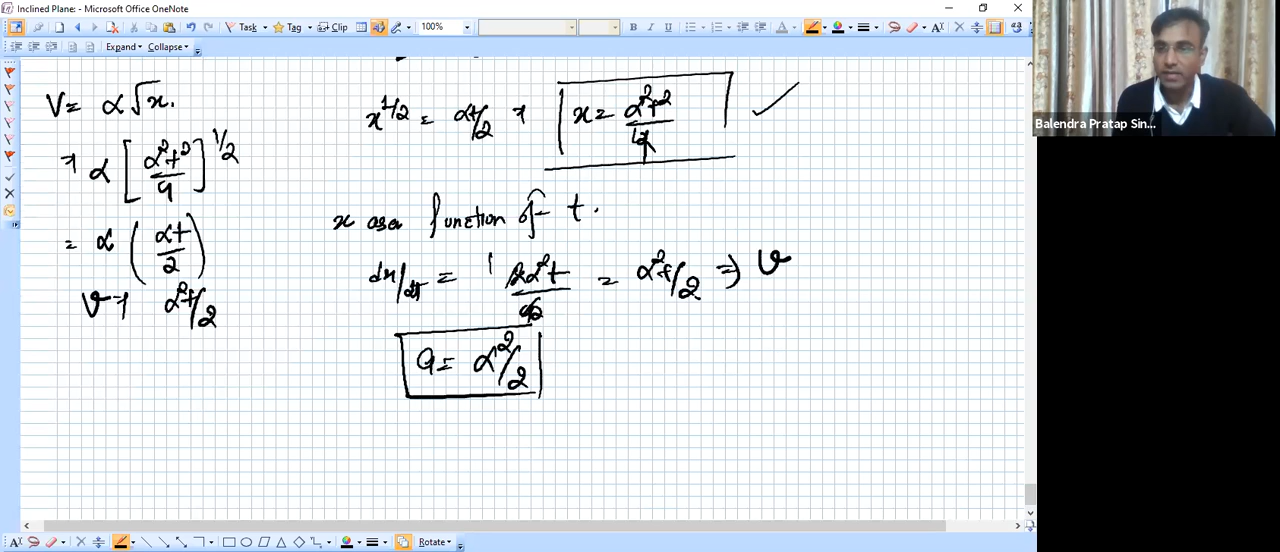 Inclined Plane: - Microsoft Office OneNote
Task Tag Clip 100% B I U
Expand Collapse
Balendra Pratap Sin...
V = α√x.
α [α²t²/4]^1/2
= α (αt/2)
v → α²t/2
x^1/2 = αt/2
x = α²t²/4
x as a function of t.
dx/dt = 2α²t/42 = α²t/2 ⇒ v
a = α²/2
Rotate